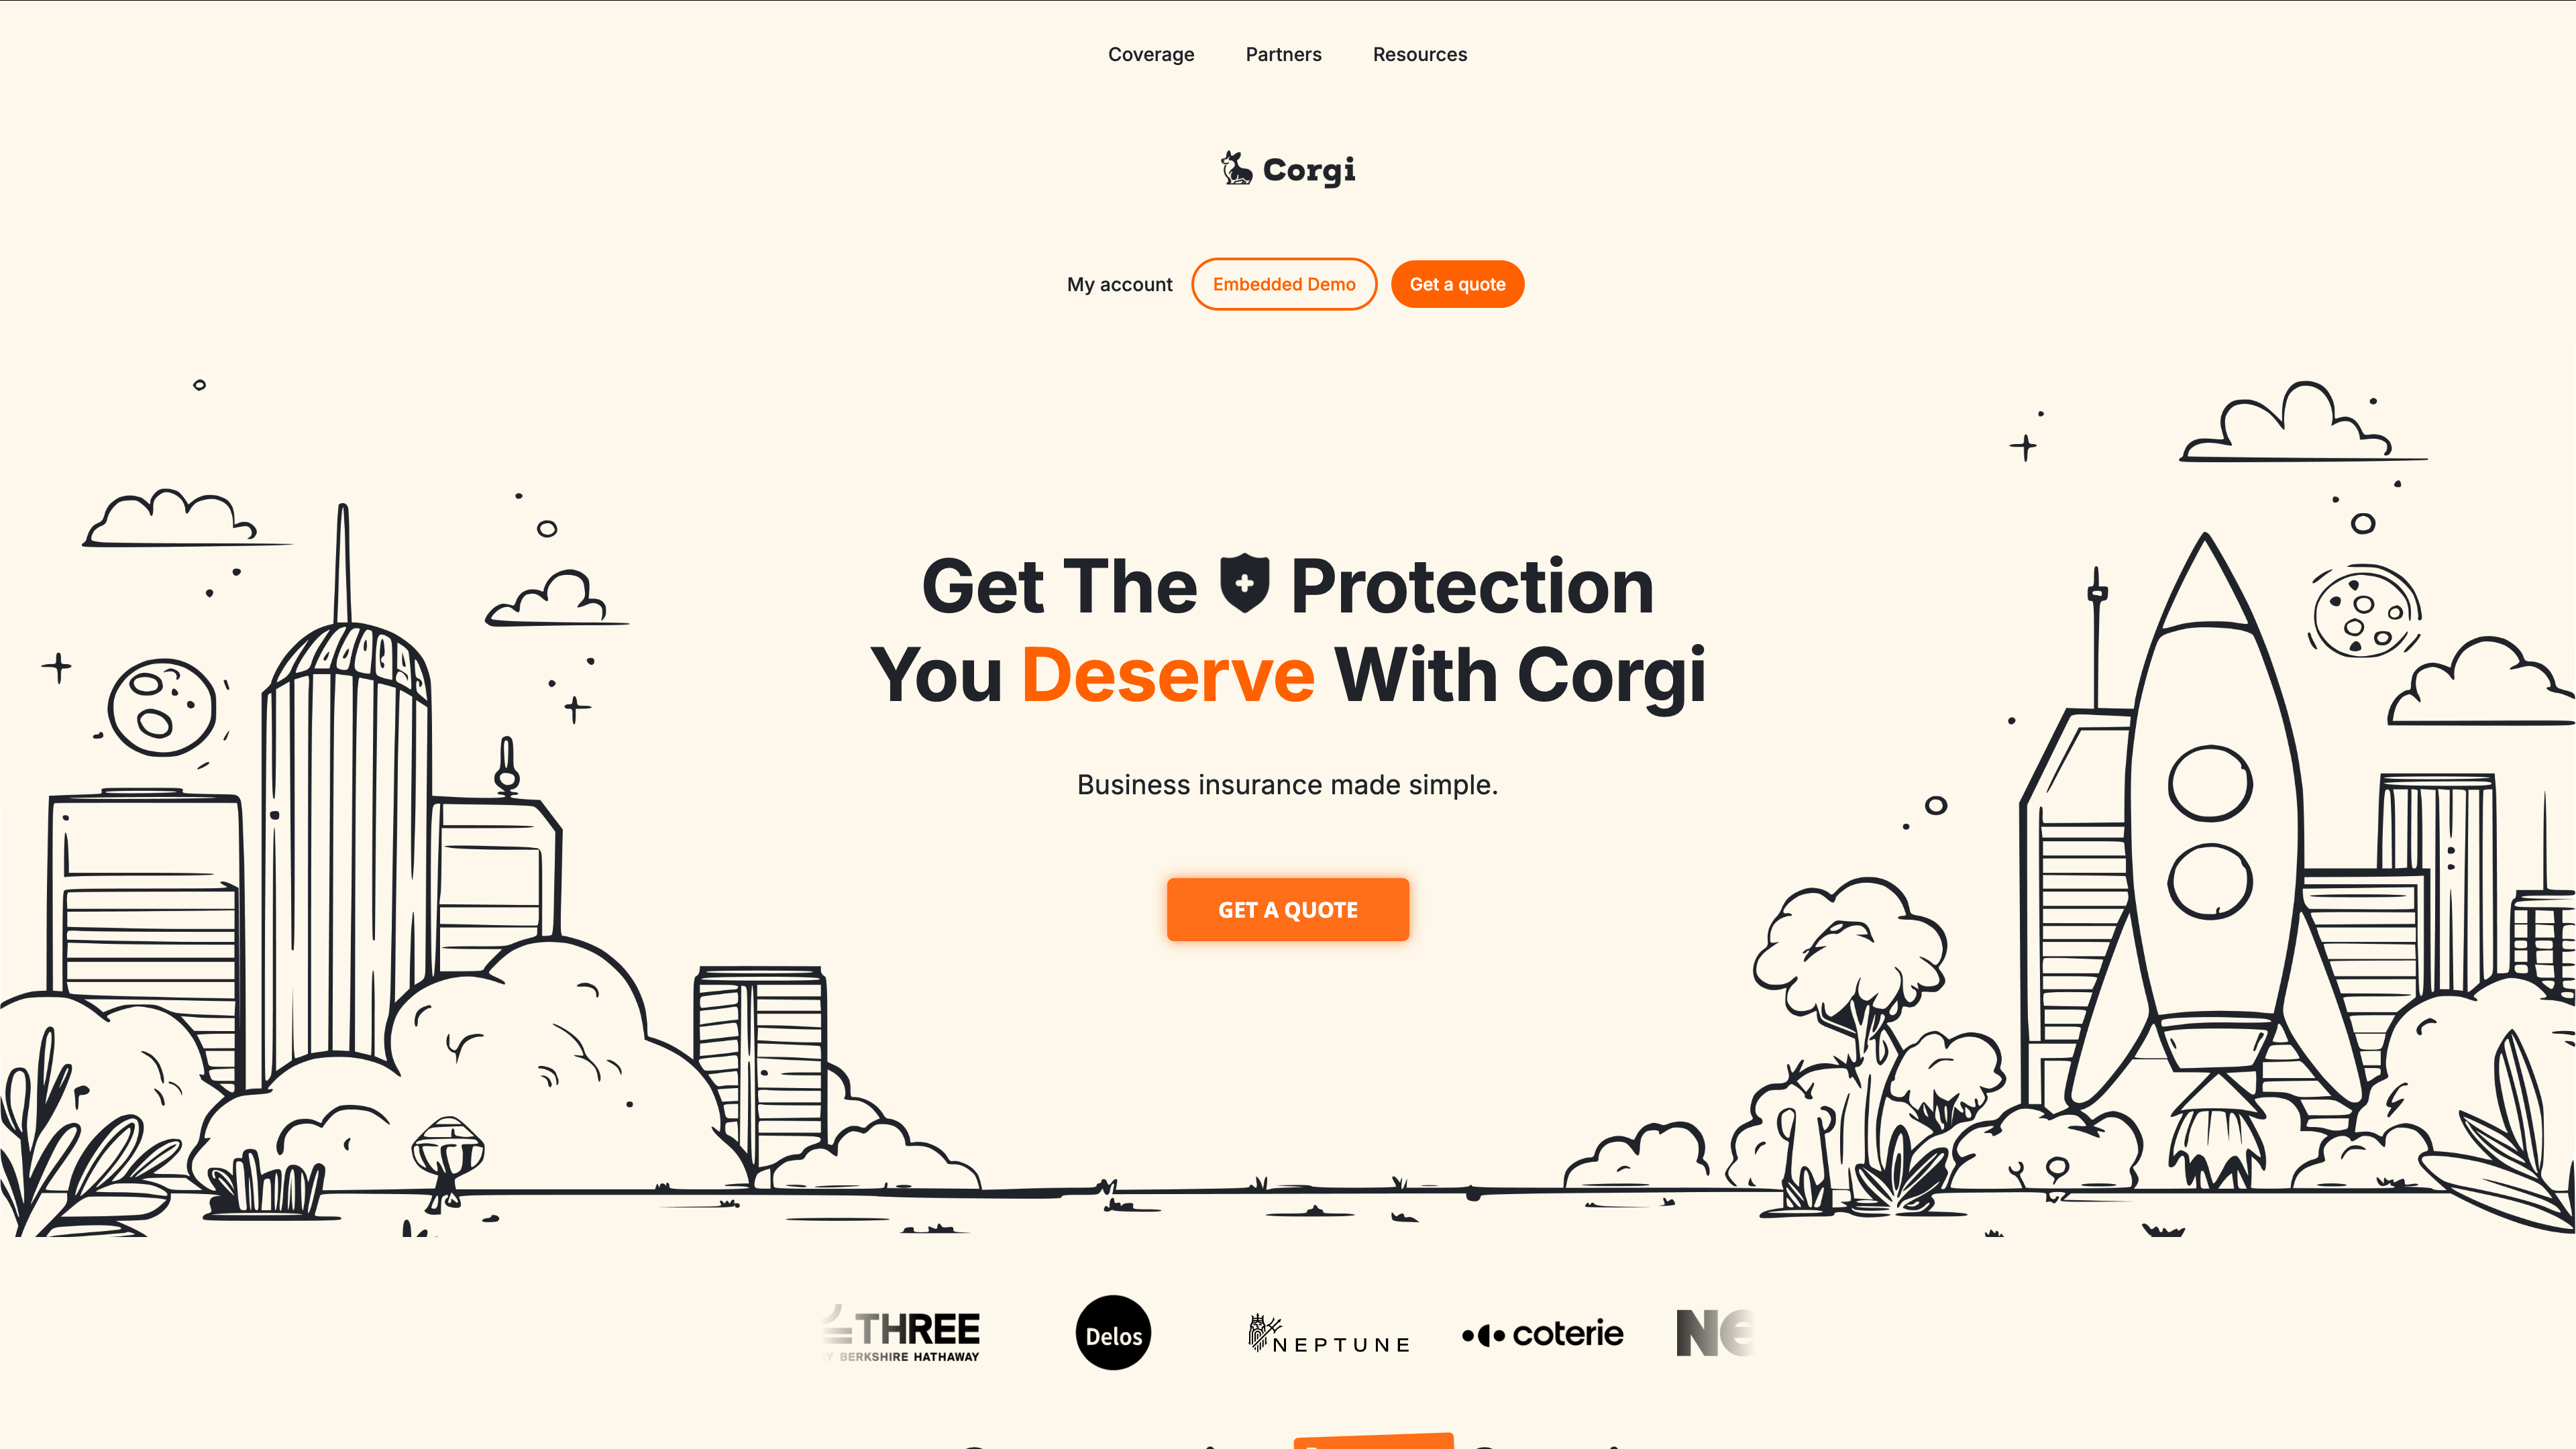 Coverage Partners Resources
Corgi
My account Embedded Demo Get a quote
Get The Protection
You Deserve With Corgi
Business insurance made simple.
GET A QUOTE
THREE
BY BERKSHIRE HATHAWAY
Delos
NEPTUNE
coterie